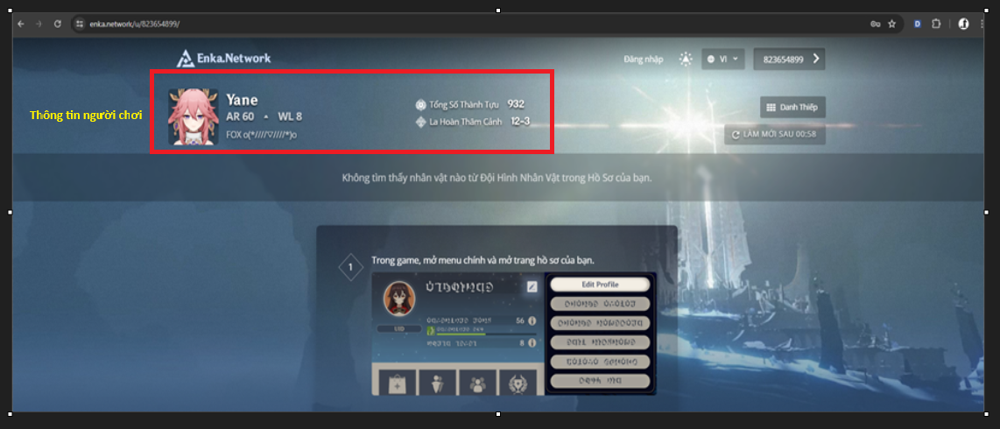 enka.network/u/823654899/
Enka.Network
Đăng nhập
VI
823654899
Thông tin người chơi
Yane
AR 60 WL 8
FOX o(*////▽////*)o
Tổng Số Thành Tựu 932
La Hoàn Thâm Cảnh 12-3
Danh Thiếp
LÀM MỚI SAU 00:58
Không tìm thấy nhân vật nào từ Đội Hình Nhân Vật trong Hồ Sơ của bạn.
1
Trong game, mở menu chính và mở trang hồ sơ của bạn.
Edit Profile
56
8